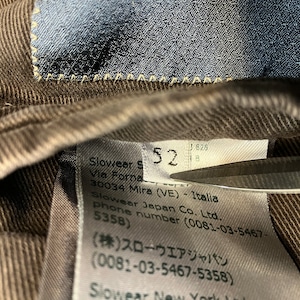 52
Slowear S
Via Forna
30034 Mira (VE) - Italia
Slowear Japan Co. Ltd.
phone number (0081-03-5467-
5358)
(株)スローウエアジャパン
(0081-03-5467-5358)
Slowear New York